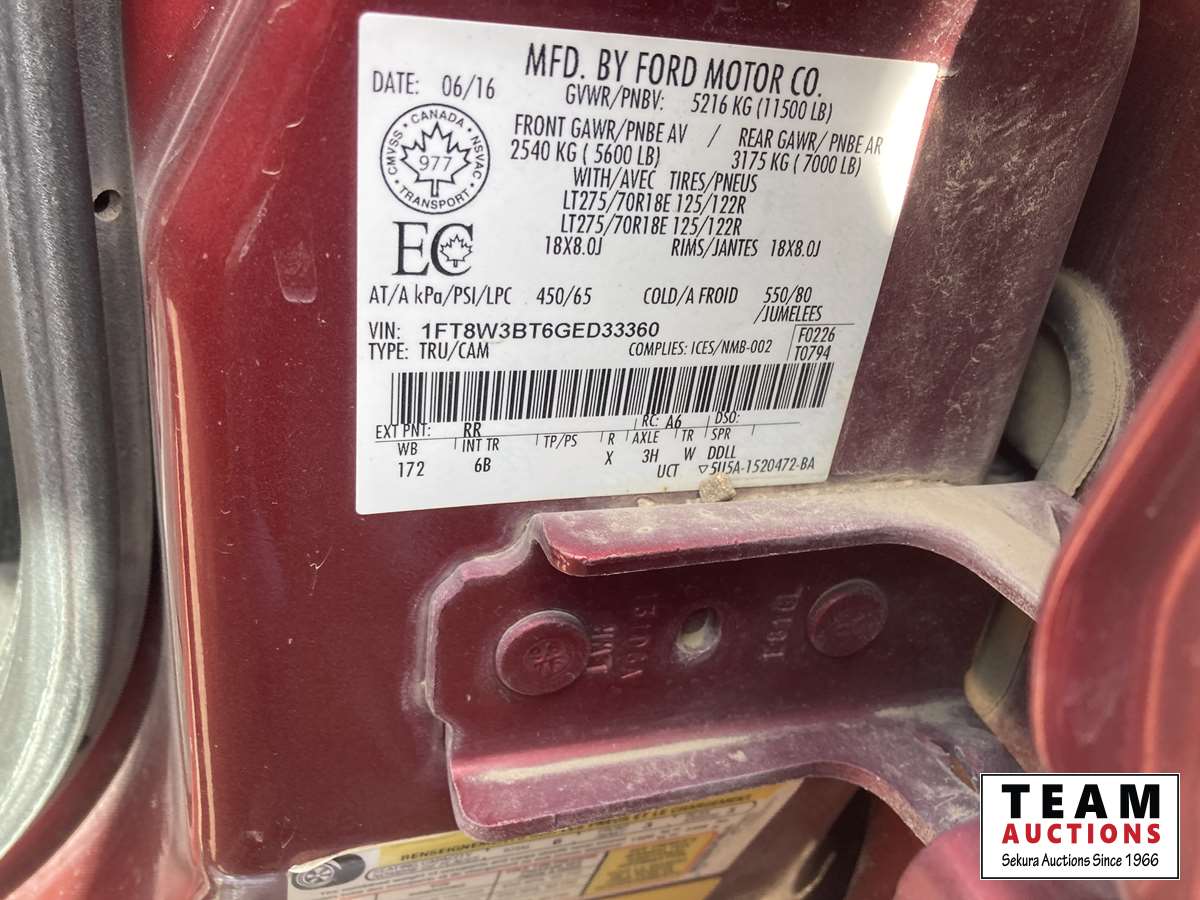 MFD. BY FORD MOTOR CO.
DATE: 06/16
GVWR/PNBV: 5216 KG (11500 LB)
FRONT GAWR/PNBE AV / REAR GAWR/ PNBE AR
2540 KG ( 5600 LB) 3175 KG ( 7000 LB)
WITH/AVEC TIRES/PNEUS
LT275/70R18E 125/122R
LT275/70R18E 125/122R
18X8.0J RIMS/JANTES 18X8.0J
CANADA
CMVSS NSVAC
977
TRANSPORT
EC
AT/A kPa/PSI/LPC 450/65 COLD/A FROID 550/80
/JUMELEES
VIN: 1FT8W3BT6GED33360
F0226
TYPE: TRU/CAM COMPLIES: ICES/NMB-002
T0794
EXT PNT: RR RC: A6 DSO:
WB INT TR TP/PS R AXLE TR SPR
172 6B X 3H W DDLL
UCT ▽5U5A-1520472-BA
TEAM
AUCTIONS
Sekura Auctions Since 1966